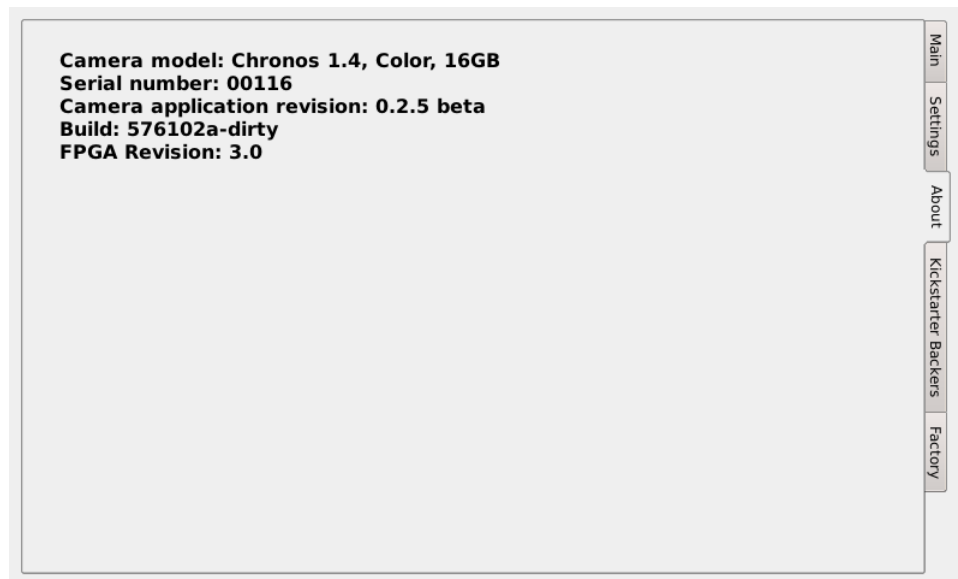 Camera model: Chronos 1.4, Color, 16GB
Serial number: 00116
Camera application revision: 0.2.5 beta
Build: 576102a-dirty
FPGA Revision: 3.0
Main
Settings
About
Kickstarter Backers
Factory